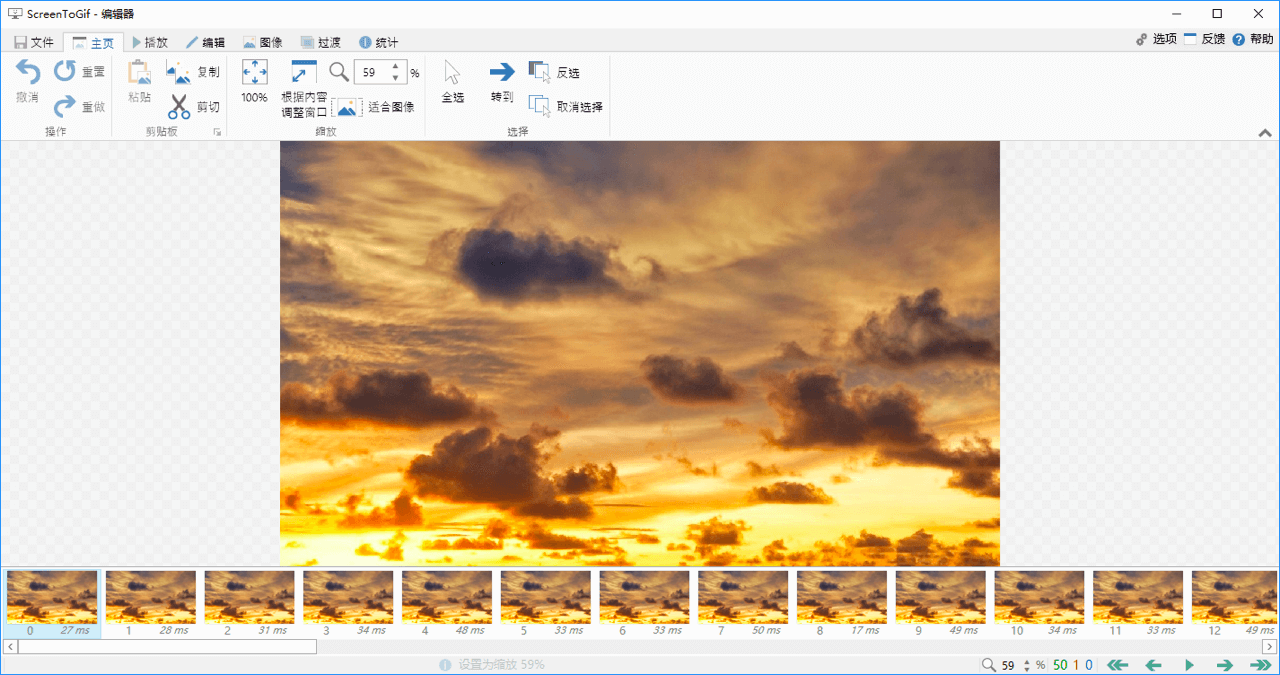 ScreenToGif - 编辑器
文件 主页 播放 编辑 图像 过渡 统计 选项 反馈 帮助
撤消 重置 重做 粘贴 复制 剪切 100% 根据内容 调整窗口 59 % 适合图像 全选 转到 反选 取消选择
操作 剪贴板 缩放 选择
0 27 ms 1 28 ms 2 31 ms 3 34 ms 4 48 ms 5 33 ms 6 33 ms 7 50 ms 8 17 ms 9 49 ms 10 34 ms 11 33 ms 12 49 ms
设置为缩放 59% 59 % 50 1 0